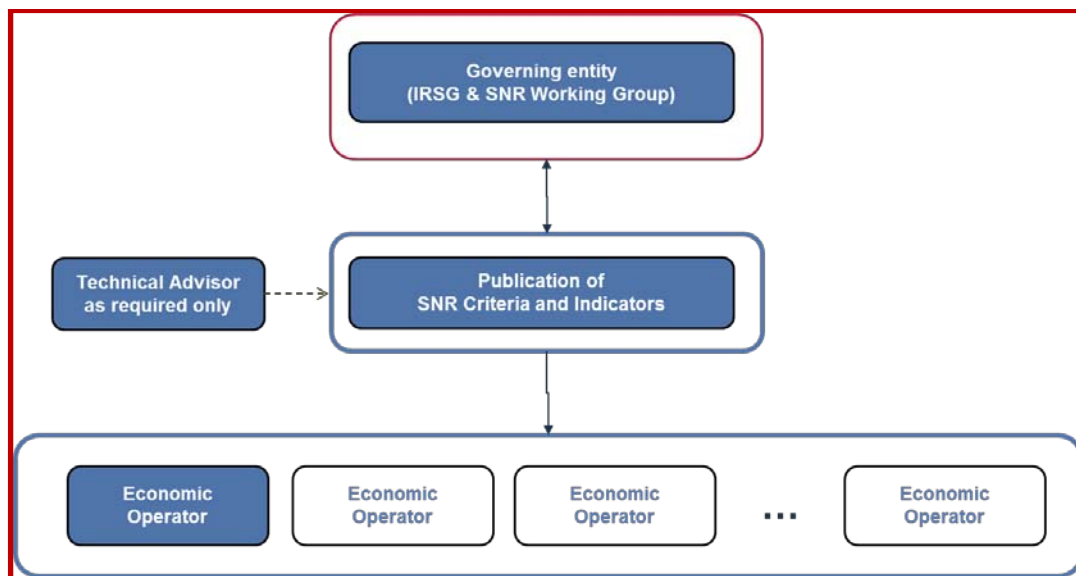 Governing entity
(IRSG & SNR Working Group)
Technical Advisor
as required only
Publication of
SNR Criteria and Indicators
Economic
Operator
Economic
Operator
Economic
Operator
...
Economic
Operator